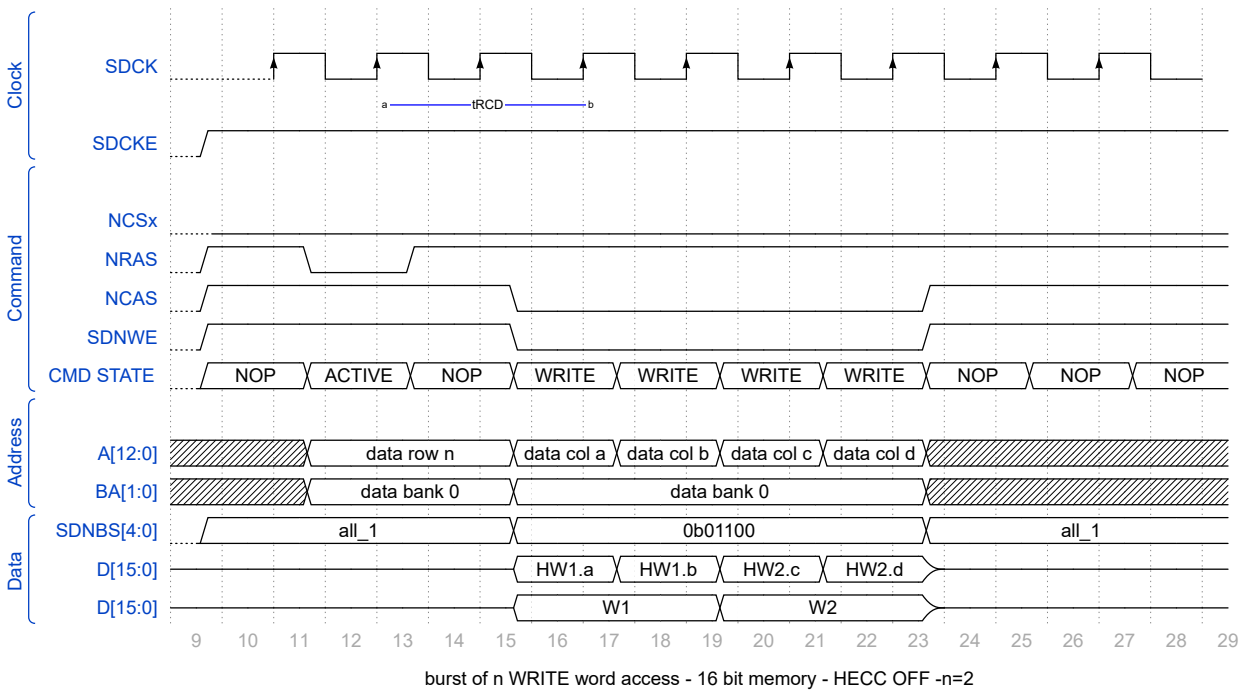 Clock
SDCK
a tRCD b
SDCKE
Command
NCSx
NRAS
NCAS
SDNWE
CMD STATE NOP ACTIVE NOP WRITE WRITE WRITE WRITE NOP NOP NOP
Address
A[12:0] data row n data col a data col b data col c data col d
BA[1:0] data bank 0 data bank 0
Data
SDNBS[4:0] all_1 0b01100 all_1
D[15:0] HW1.a HW1.b HW2.c HW2.d
D[15:0] W1 W2
9 10 11 12 13 14 15 16 17 18 19 20 21 22 23 24 25 26 27 28 29
burst of n WRITE word access - 16 bit memory - HECC OFF -n=2